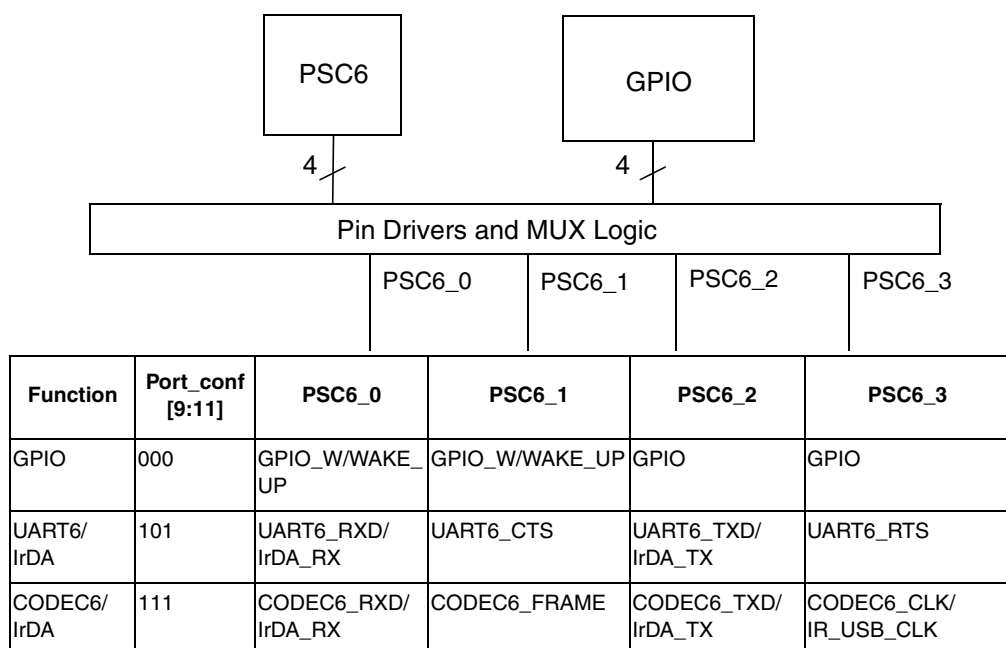 PSC6
GPIO
4
4
Pin Drivers and MUX Logic
PSC6_0
PSC6_1
PSC6_2
PSC6_3
Function
Port_conf
[9:11]
PSC6_0
PSC6_1
PSC6_2
PSC6_3
GPIO
000
GPIO_W/WAKE_
UP
GPIO_W/WAKE_UP
GPIO
GPIO
UART6/
IrDA
101
UART6_RXD/
IrDA_RX
UART6_CTS
UART6_TXD/
IrDA_TX
UART6_RTS
CODEC6/
IrDA
111
CODEC6_RXD/
IrDA_RX
CODEC6_FRAME
CODEC6_TXD/
IrDA_TX
CODEC6_CLK/
IR_USB_CLK